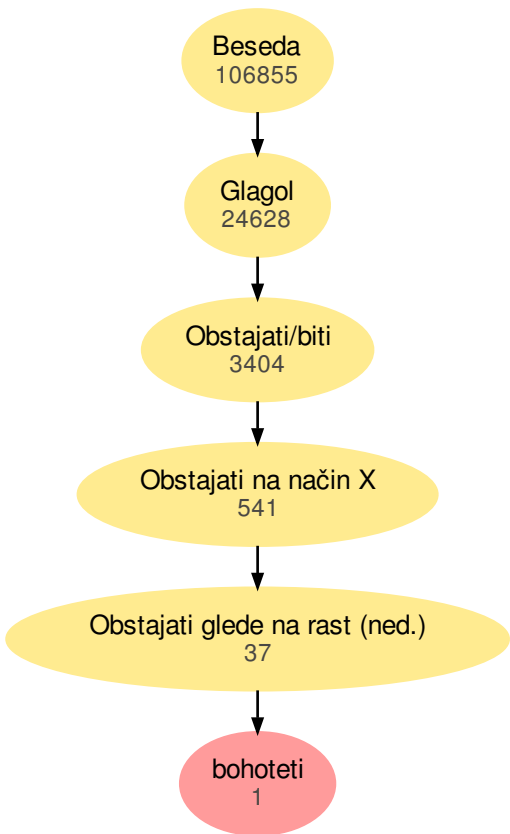 Beseda
106855
Glagol
24628
Obstajati/biti
3404
Obstajati na način X
541
Obstajati glede na rast (ned.)
37
bohoteti
1